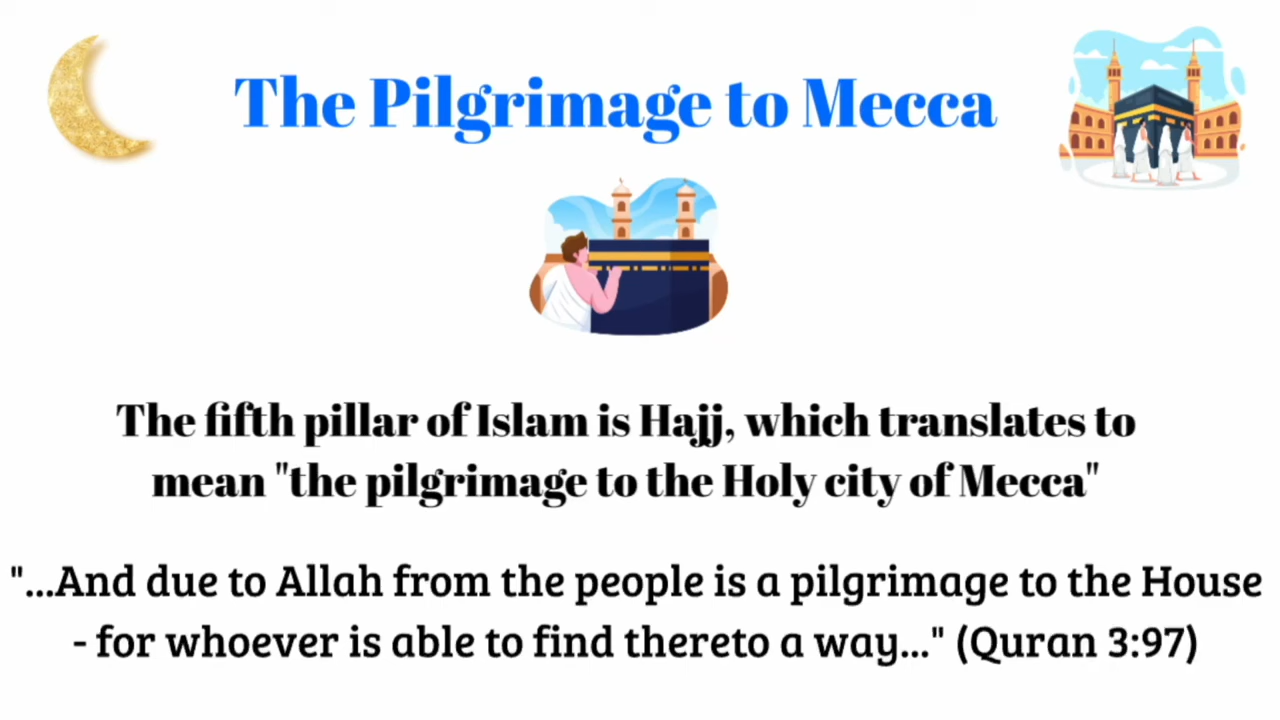 The Pilgrimage to Mecca
The fifth pillar of Islam is Hajj, which translates to
mean "the pilgrimage to the Holy city of Mecca"
"...And due to Allah from the people is a pilgrimage to the House
- for whoever is able to find thereto a way..." (Quran 3:97)